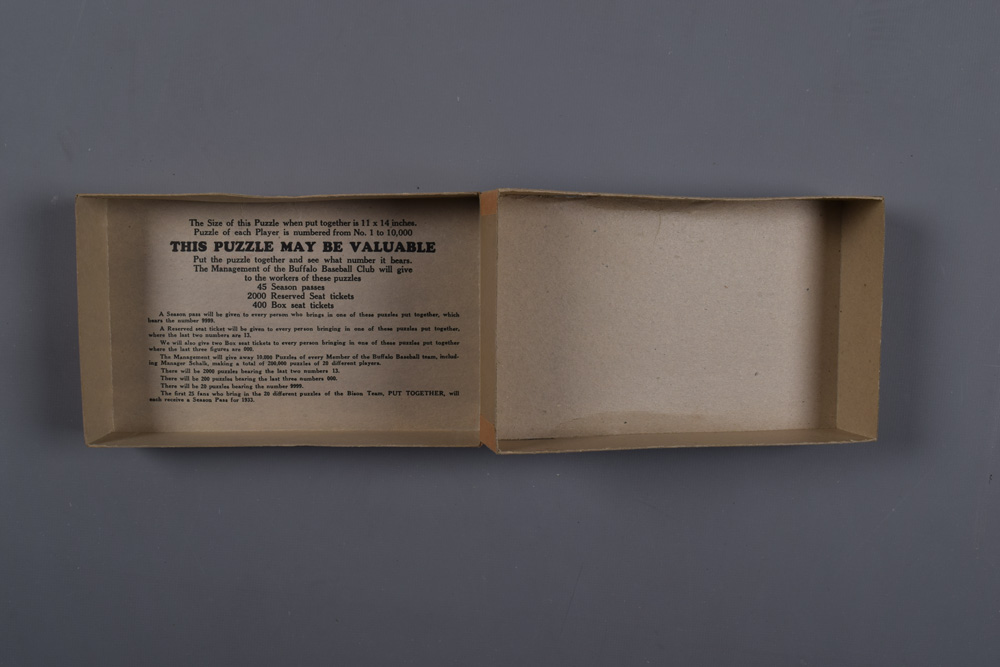 The Size of this Puzzle when put together is 11 x 14 inches.
Puzzle of each Player is numbered from No. 1 to 10,000
THIS PUZZLE MAY BE VALUABLE
Put the puzzle together and see what number it bears.
The Management of the Buffalo Baseball Club will give
to the workers of these puzzles
45 Season passes
2000 Reserved Seat tickets
400 Box seat tickets
A Season pass will be given to every person who brings in one of these puzzles put together, which
bears the number 9999.
A Reserved seat ticket will be given to every person bringing in one of these puzzles put together,
where the last two numbers are 13.
We will also give two Box seat tickets to every person bringing in one of these puzzles put together
where the last three figures are 000.
The Management will give away 10,000 Puzzles of every Member of the Buffalo Baseball team, includ-
ing Manager Schalk, making a total of 200,000 puzzles of 20 different players.
There will be 2000 puzzles bearing the last two numbers 13.
There will be 200 puzzles bearing the last three numbers 000.
There will be 20 puzzles bearing the number 9999.
The first 25 fans who bring in the 20 different puzzles of the Bison Team, PUT TOGETHER, will
each receive a Season Pass for 1933.